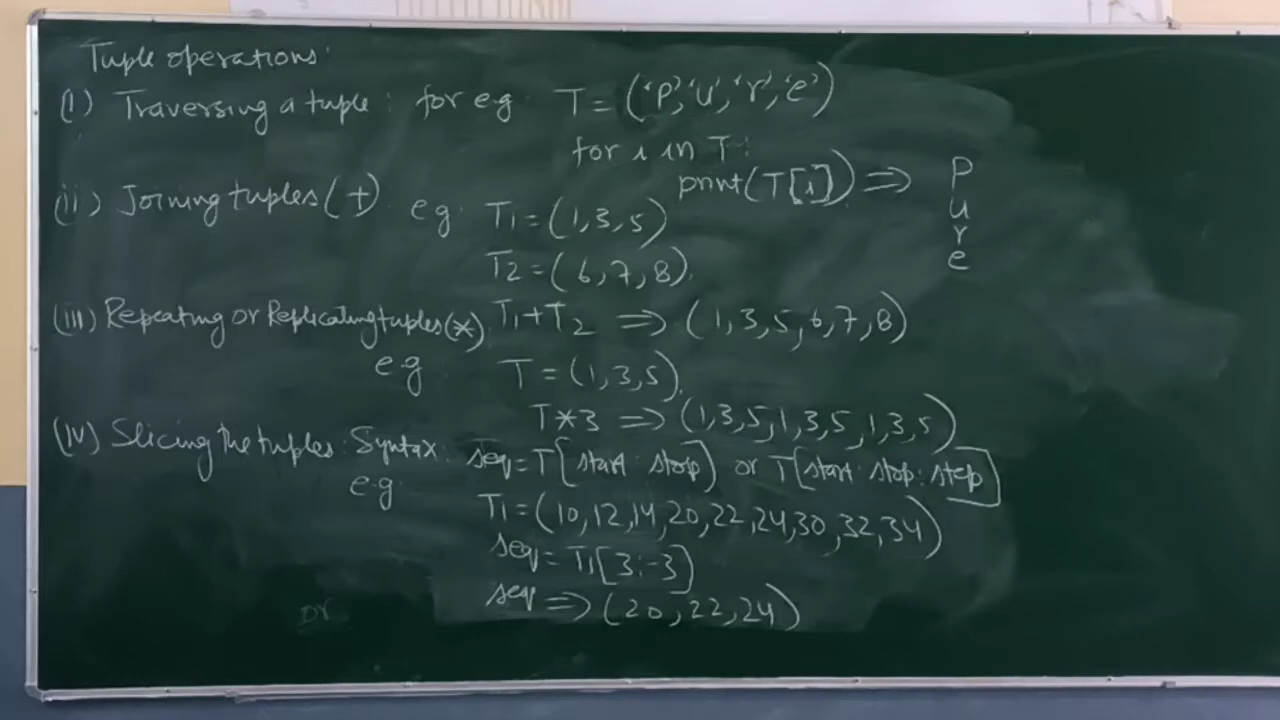 Tuple operations:
(i) Traversing a tuple: for e.g. T = ('P','u','r','e')
for i in T:
print(T[i]) ⇒ P
u
r
e
(ii) Joining tuples (+) e.g. T1 = (1,3,5)
T2 = (6,7,8)
T1+T2 ⇒ (1,3,5,6,7,8)
(iii) Repeating or Replicating tuples (*)
e.g T = (1,3,5)
T*3 ⇒ (1,3,5,1,3,5,1,3,5)
(iv) Slicing the tuples: Syntax: seq = T[start : stop] or T[start : stop : step]
e.g. T1 = (10,12,14,20,22,24,30,32,34)
seq = T1[3:-3]
seq ⇒ (20,22,24)
or